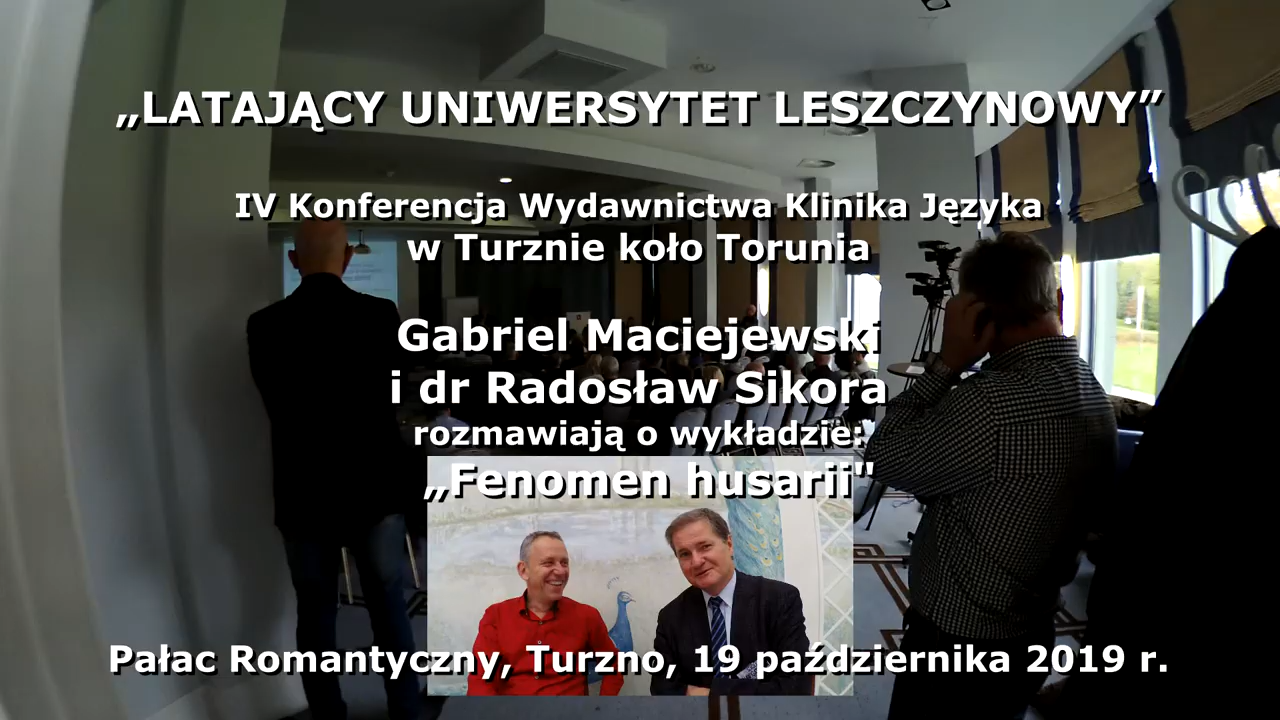 „LATAJĄCY UNIWERSYTET LESZCZYNOWY”
IV Konferencja Wydawnictwa Klinika Języka
w Turznie koło Torunia
Gabriel Maciejewski
i dr Radosław Sikora
rozmawiają o wykładzie:
„Fenomen husarii"
Pałac Romantyczny, Turzno, 19 października 2019 r.